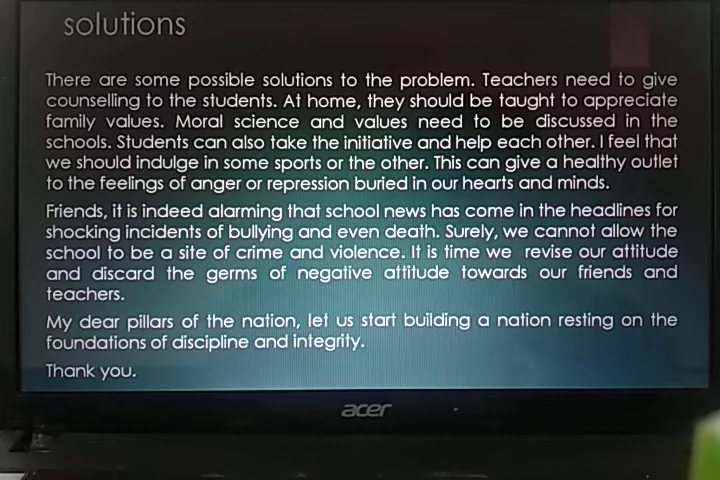 solutions
There are some possible solutions to the problem. Teachers need to give
counselling to the students. At home, they should be taught to appreciate
family values. Moral science and values need to be discussed in the
schools. Students can also take the initiative and help each other. I feel that
we should indulge in some sports or the other. This can give a healthy outlet
to the feelings of anger or repression buried in our hearts and minds.
Friends, it is indeed alarming that school news has come in the headlines for
shocking incidents of bullying and even death. Surely, we cannot allow the
school to be a site of crime and violence. It is time we revise our attitude
and discard the germs of negative attitude towards our friends and
teachers.
My dear pillars of the nation, let us start building a nation resting on the
foundations of discipline and integrity.
Thank you.
acer